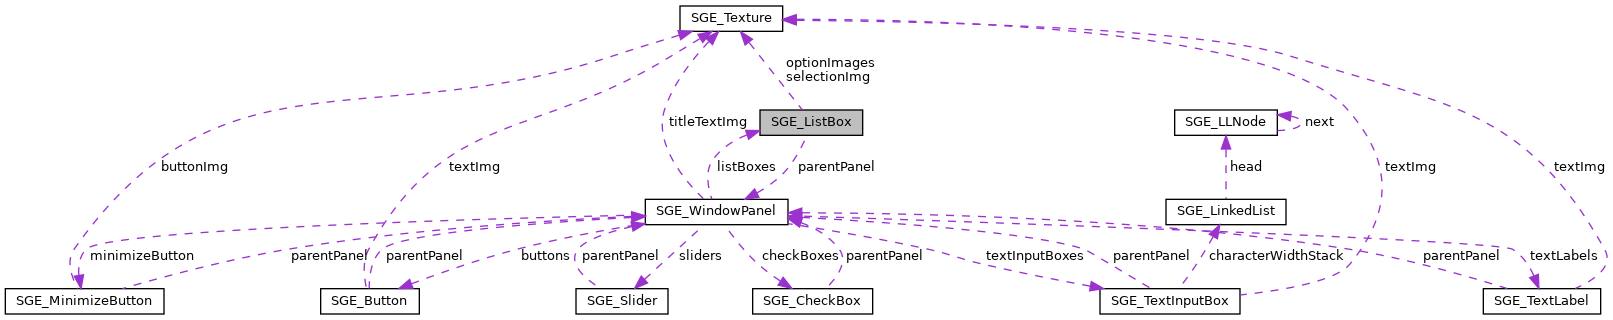 SGE_Texture
optionImages
selectionImg
titleTextImg
SGE_ListBox
SGE_LLNode
next
buttonImg
textImg
listBoxes
parentPanel
head
textImg
textImg
SGE_WindowPanel
SGE_LinkedList
minimizeButton
parentPanel
parentPanel
buttons
parentPanel
sliders
checkBoxes
parentPanel
textInputBoxes
parentPanel
characterWidthStack
parentPanel
textLabels
SGE_MinimizeButton
SGE_Button
SGE_Slider
SGE_CheckBox
SGE_TextInputBox
SGE_TextLabel